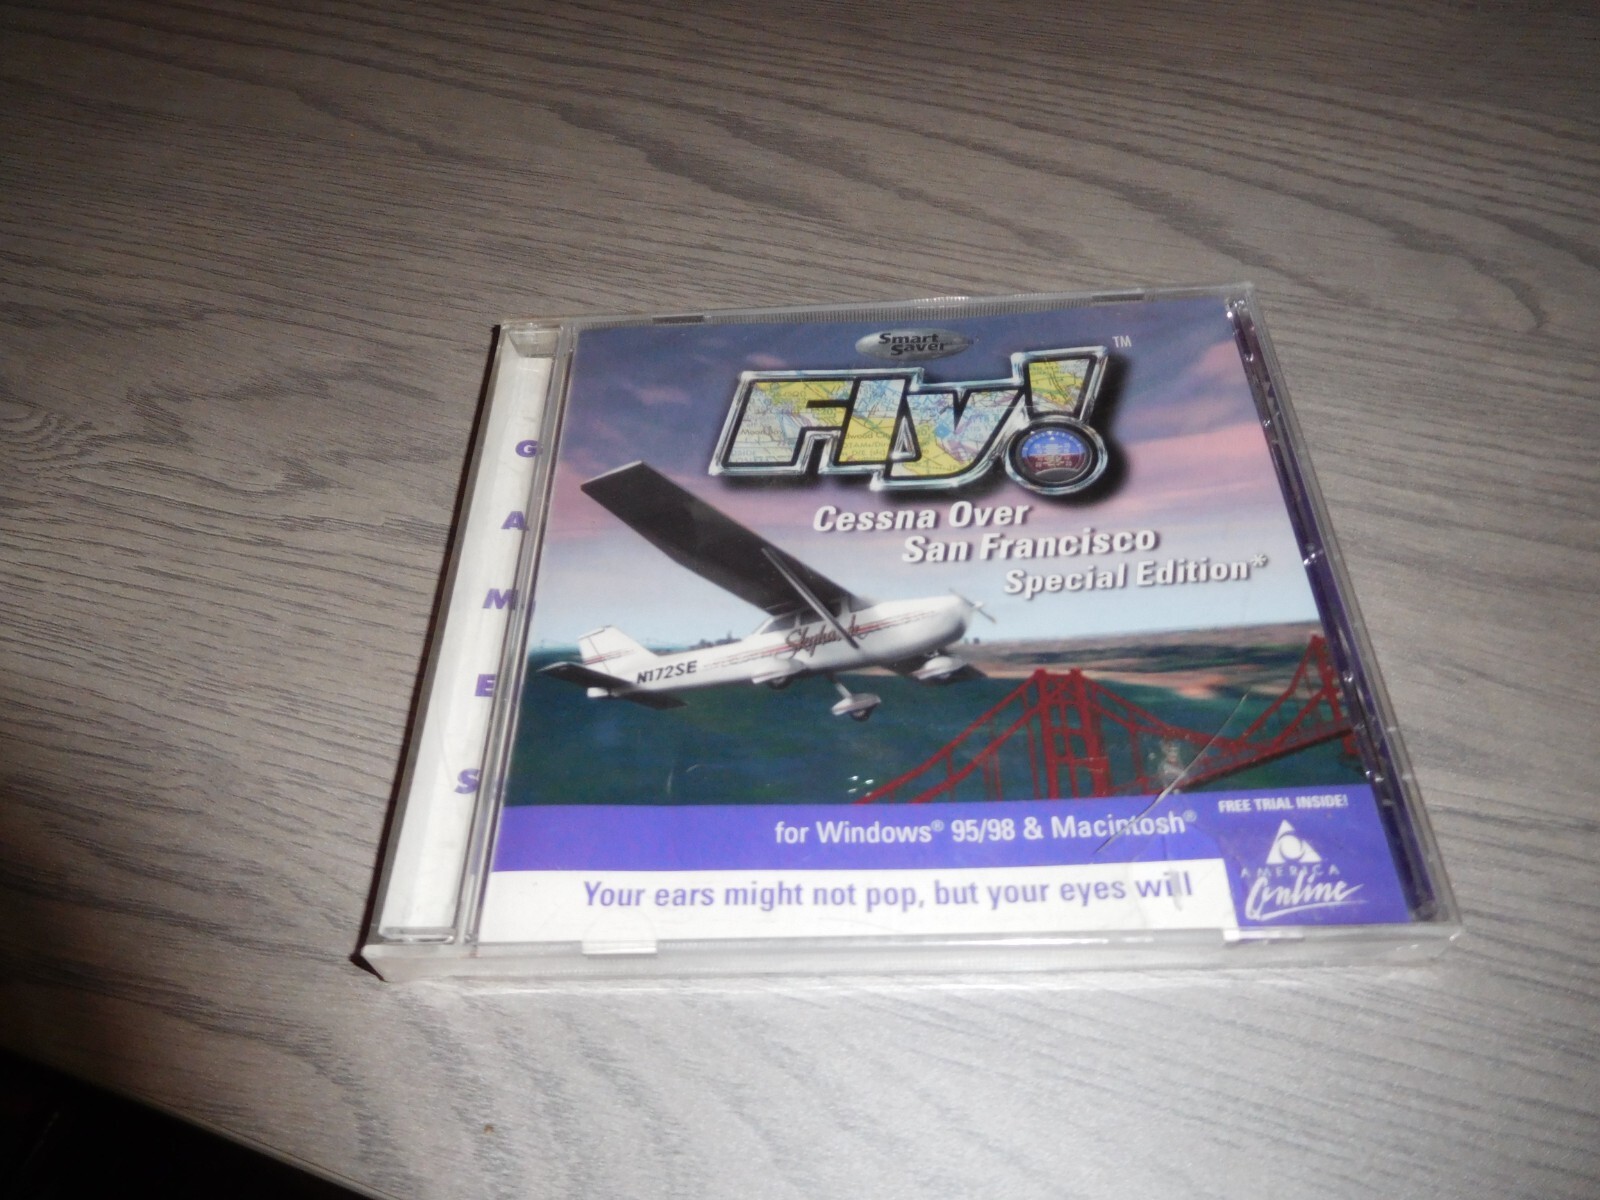 Smart
Saver
Fly!™
Cessna Over
San Francisco
Special Edition*
Skyhawk
N172SE
for Windows® 95/98 & Macintosh®
FREE TRIAL INSIDE!
AMERICA
Online
Your ears might not pop, but your eyes will
G
A
M
E
S